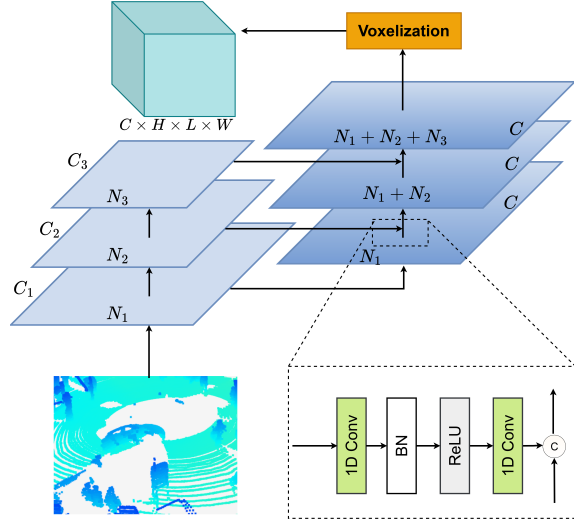 Voxelization
C × H × L × W
C
N₁ + N₂ + N₃
C₃
C
N₃
N₁ + N₂
C
C₂
N₂
N₁
C₁
N₁
1D Conv
BN
ReLU
1D Conv
C